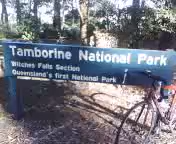 Tamborine National Park
Witches Falls Section
Queensland's first National Park